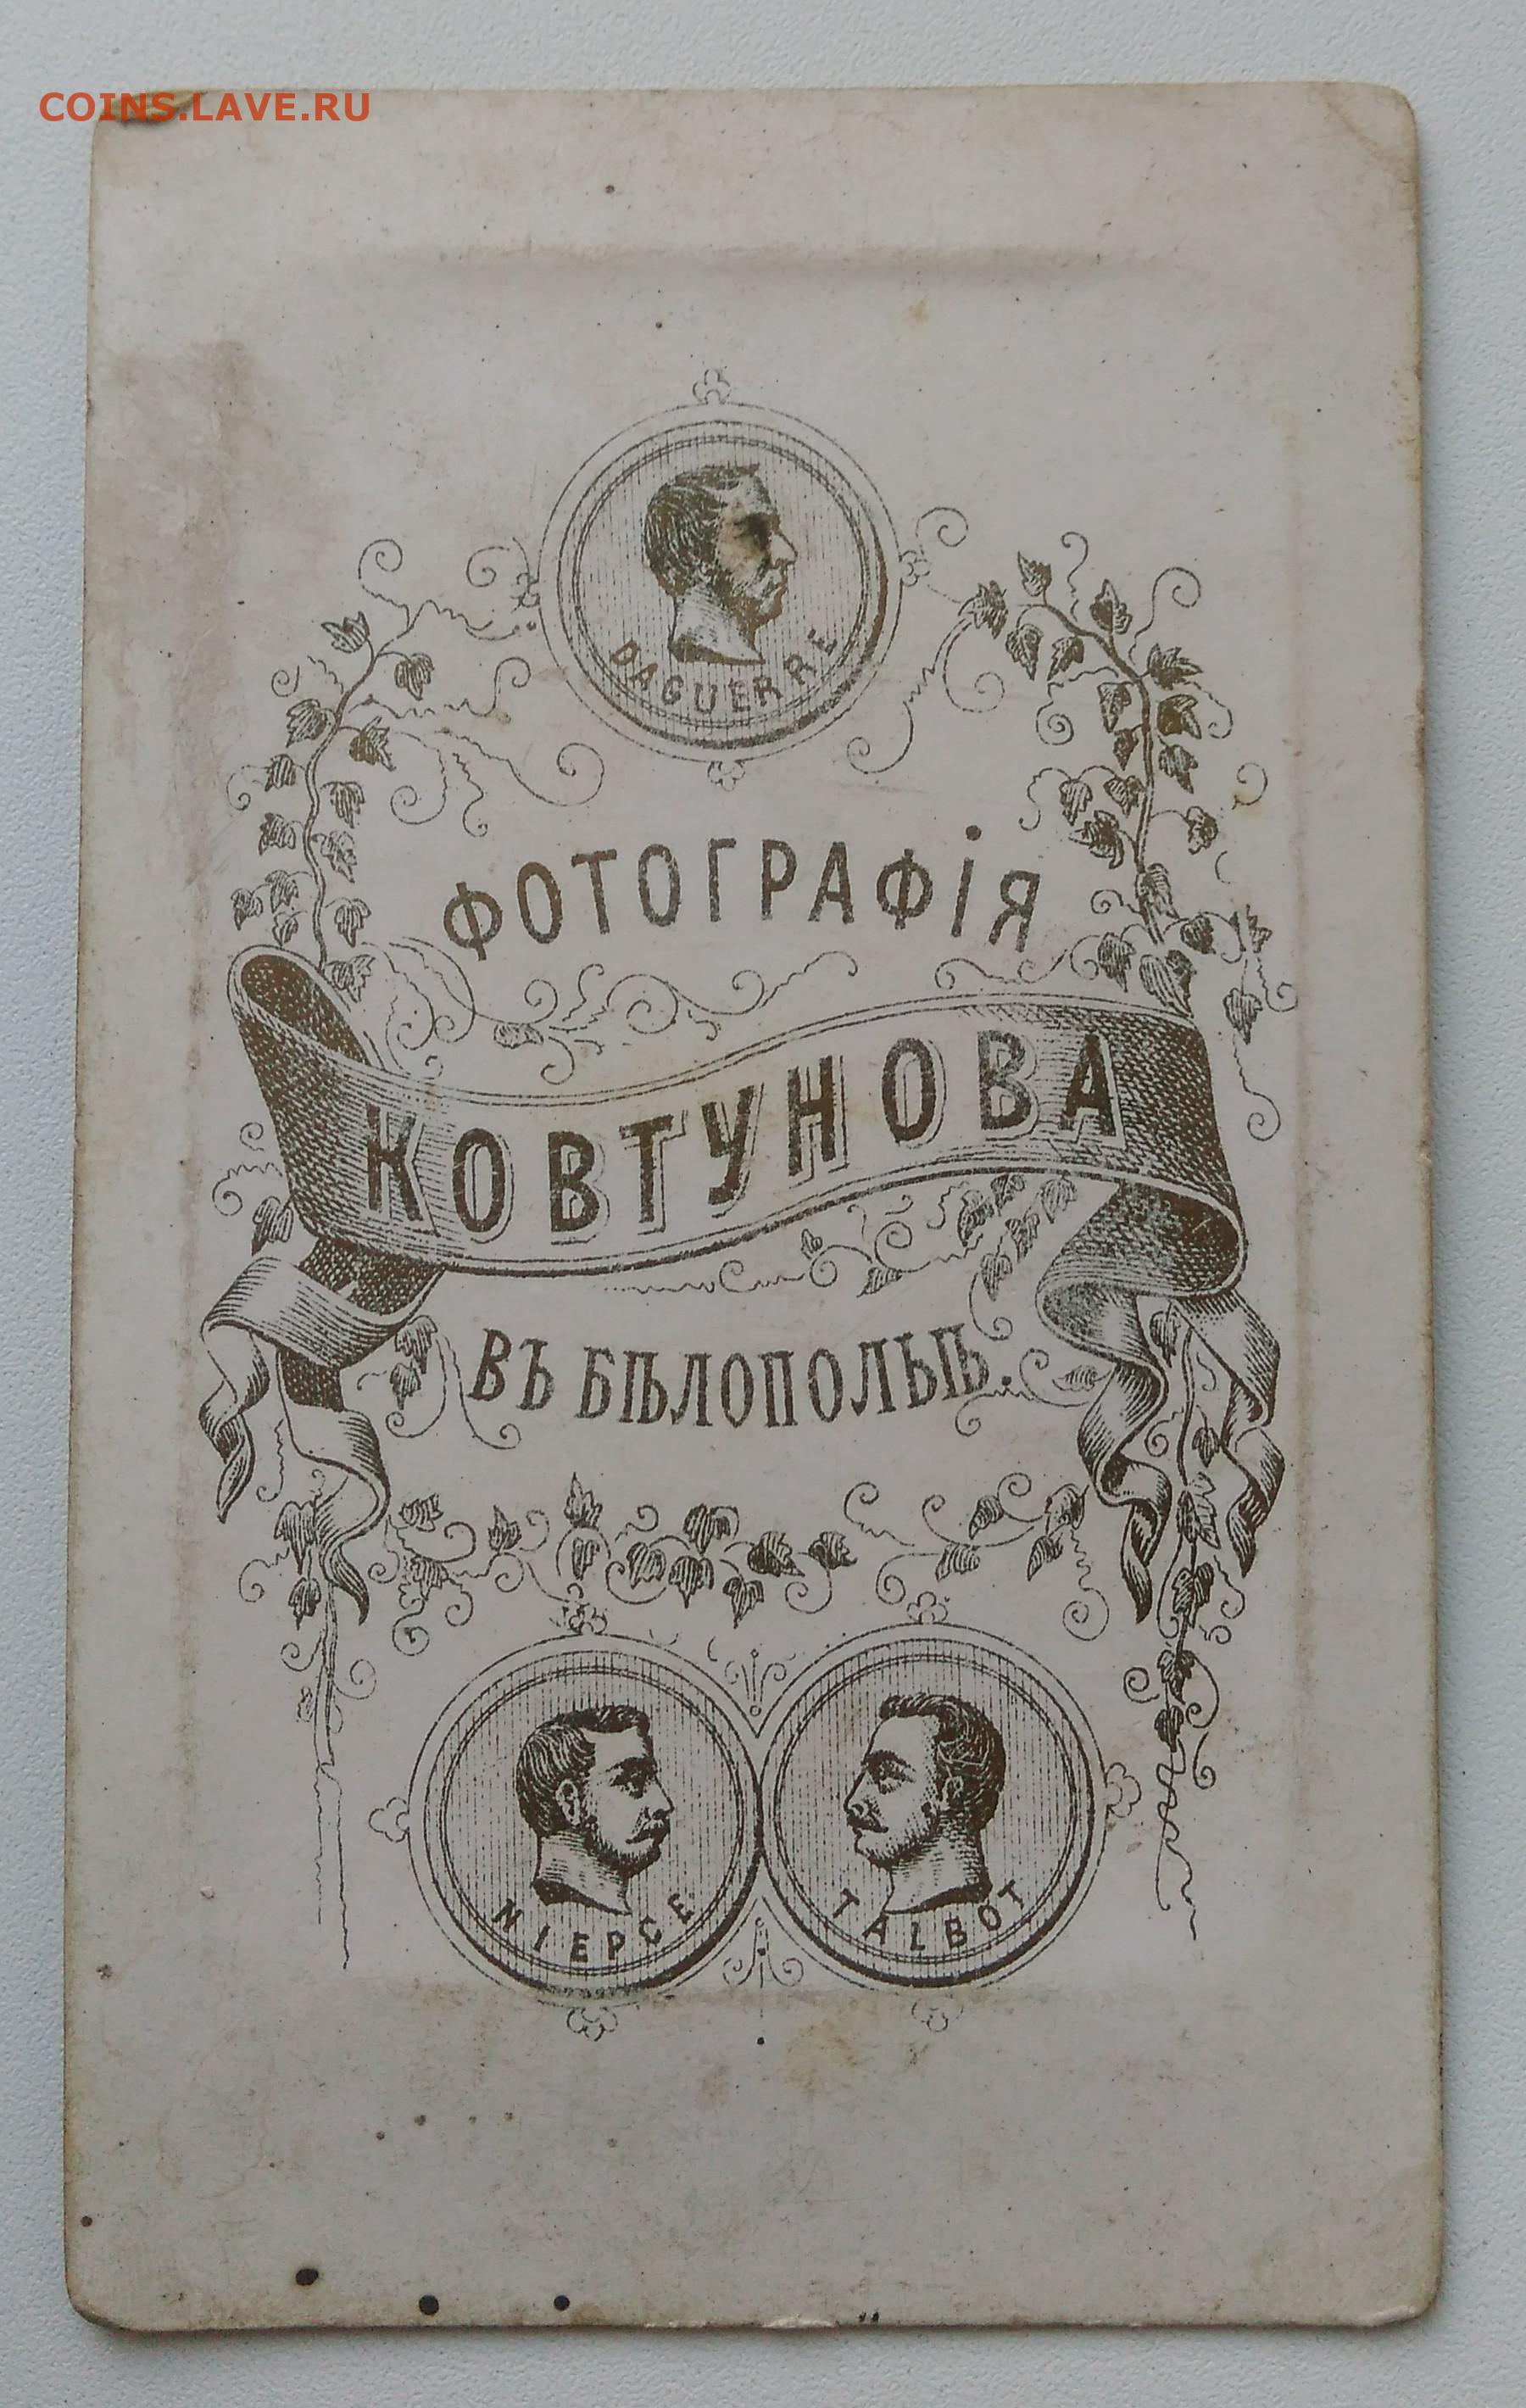 COINS.LAVE.RU
DAGUERRE
ФОТОГРАФІЯ
КОВТУНОВА
ВЪ БѢЛОПОЛЬѢ.
NIEPCE
TALBOT